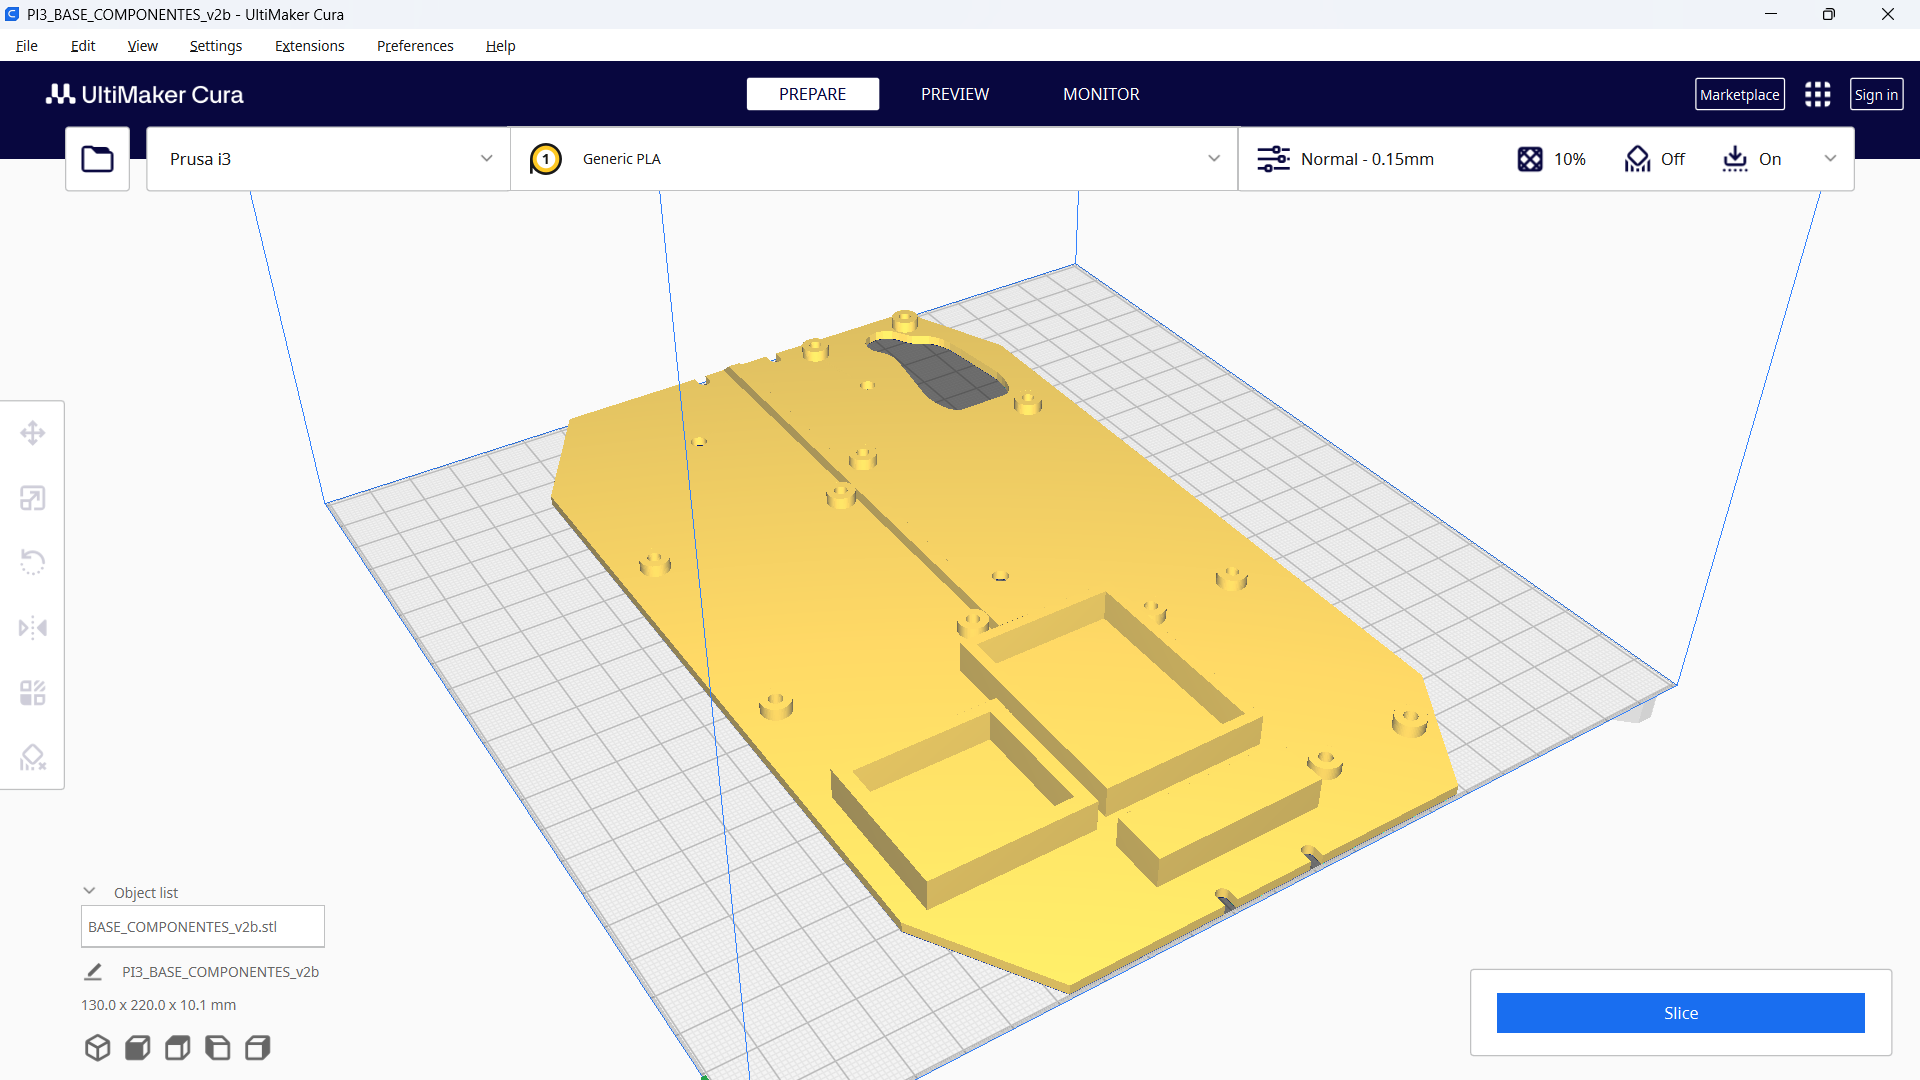 PI3_BASE_COMPONENTES_v2b - UltiMaker Cura
File Edit View Settings Extensions Preferences Help
UltiMaker Cura PREPARE PREVIEW MONITOR Marketplace Sign in
Prusa i3 1 Generic PLA Normal - 0.15mm 10% Off On
Object list
BASE_COMPONENTES_v2b.stl
PI3_BASE_COMPONENTES_v2b
130.0 x 220.0 x 10.1 mm
Slice